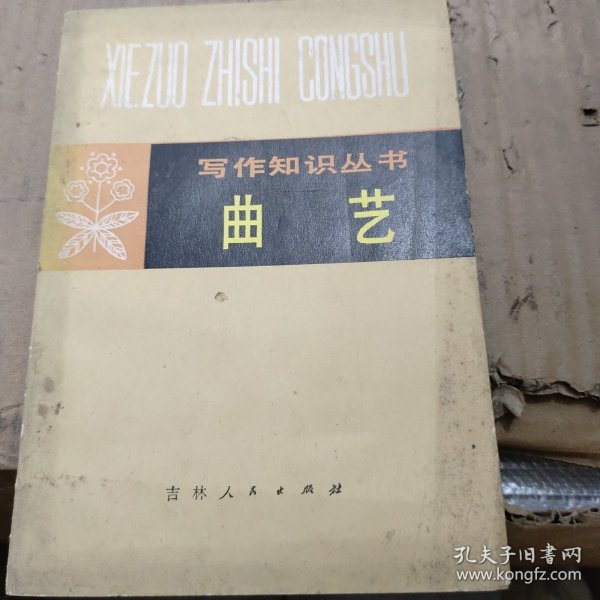 XIEZUO ZHISHI CONGSHU
写作知识丛书
曲艺
吉林人民出版社
孔夫子旧书网
www.kongfz.com